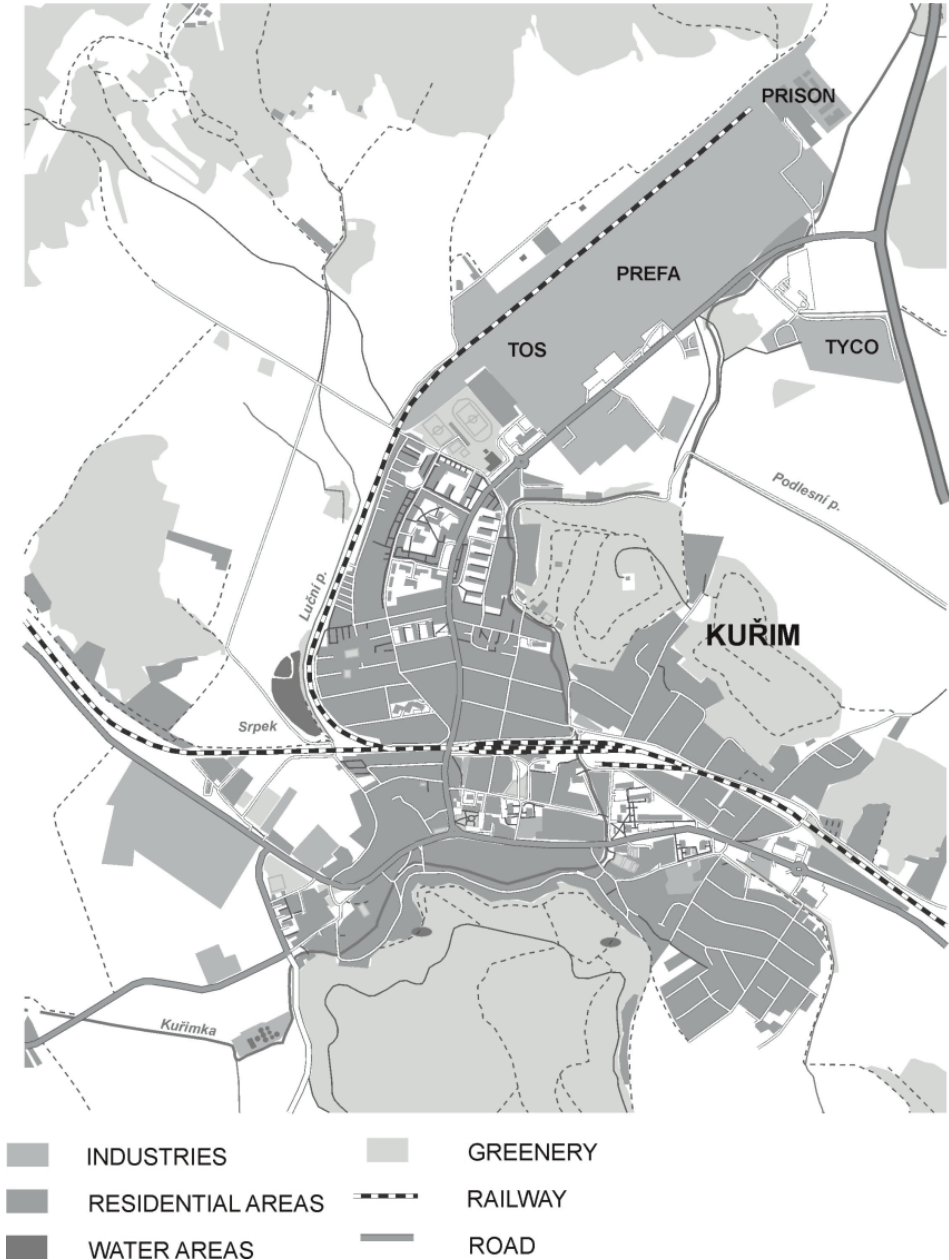 PRISON
PREFA
TOS
TYCO
Podlesní p.
Luční p.
KUŘIM
Srpek
Kuřimka
INDUSTRIES
GREENERY
RESIDENTIAL AREAS
RAILWAY
WATER AREAS
ROAD